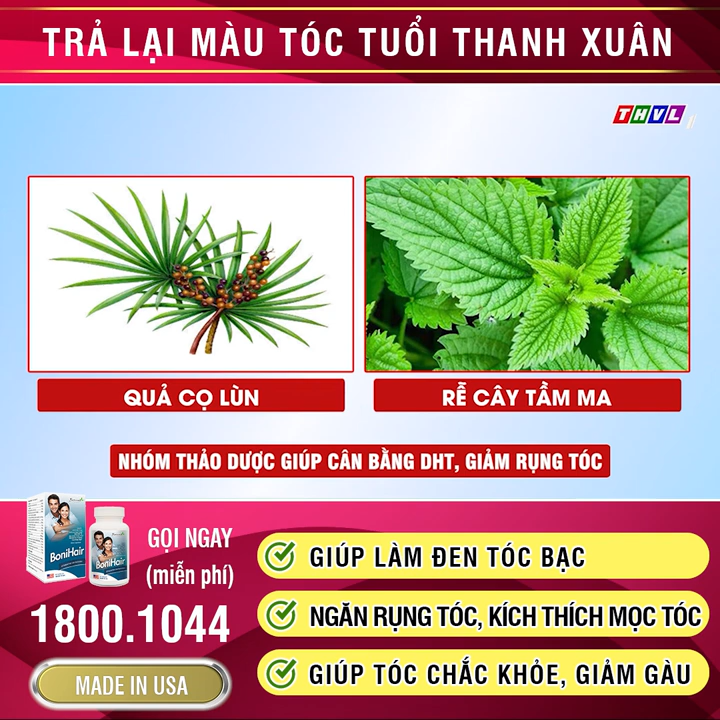 TRẢ LẠI MÀU TÓC TUỔI THANH XUÂN
THVL
QUẢ CỌ LÙN
RỄ CÂY TẦM MA
NHÓM THẢO DƯỢC GIÚP CÂN BẰNG DHT, GIẢM RỤNG TÓC
BoniHair
BoniHair
GỌI NGAY
(miễn phí)
1800.1044
MADE IN USA
GIÚP LÀM ĐEN TÓC BẠC
NGĂN RỤNG TÓC, KÍCH THÍCH MỌC TÓC
GIÚP TÓC CHẮC KHỎE, GIẢM GÀU